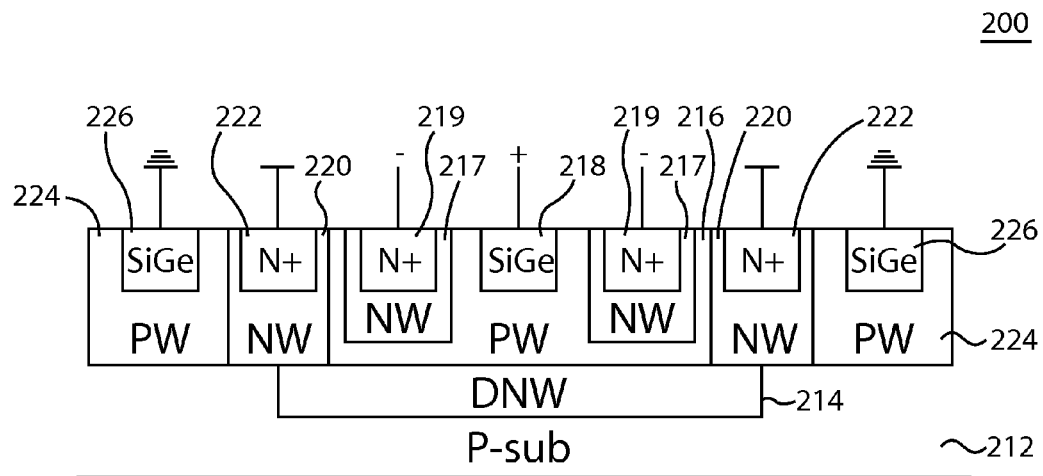 200
226 222 219 219 216 220 222
- + -
224 220 217 218 217 226
SiGe N+ N+ SiGe N+ N+ SiGe
NW NW
PW NW PW NW PW 224
DNW 214
P-sub 212